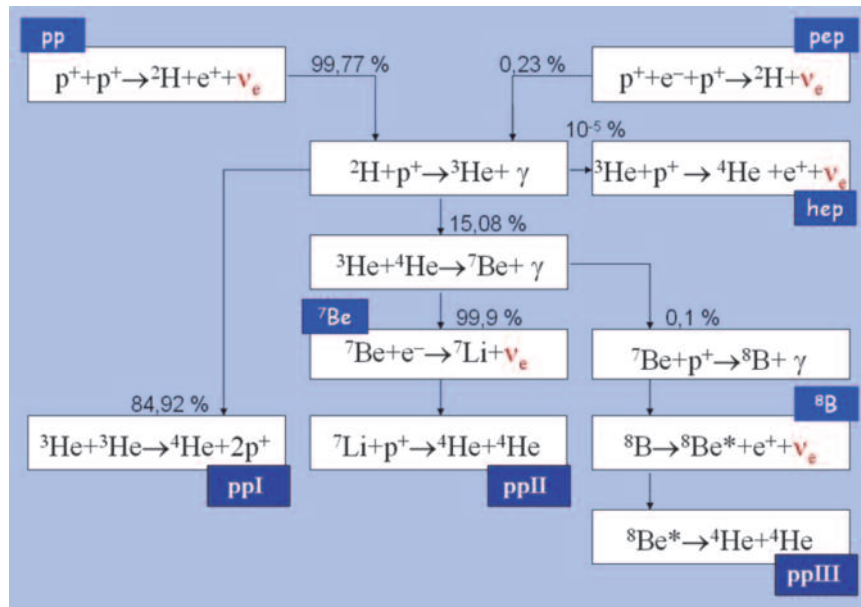 pp
p⁺+p⁺→²H+e⁺+νₑ
99,77 %
0,23 %
pep
p⁺+e⁻+p⁺→²H+νₑ
²H+p⁺→³He+ γ
10⁻⁵ %
³He+p⁺→ ⁴He +e⁺+νₑ
hep
15,08 %
³He+⁴He→⁷Be+ γ
⁷Be
99,9 %
⁷Be+e⁻→⁷Li+νₑ
0,1 %
⁷Be+p⁺→⁸B+ γ
84,92 %
³He+³He→⁴He+2p⁺
ppI
⁷Li+p⁺→⁴He+⁴He
ppII
⁸B
⁸B→⁸Be*+e⁺+νₑ
⁸Be*→⁴He+⁴He
ppIII